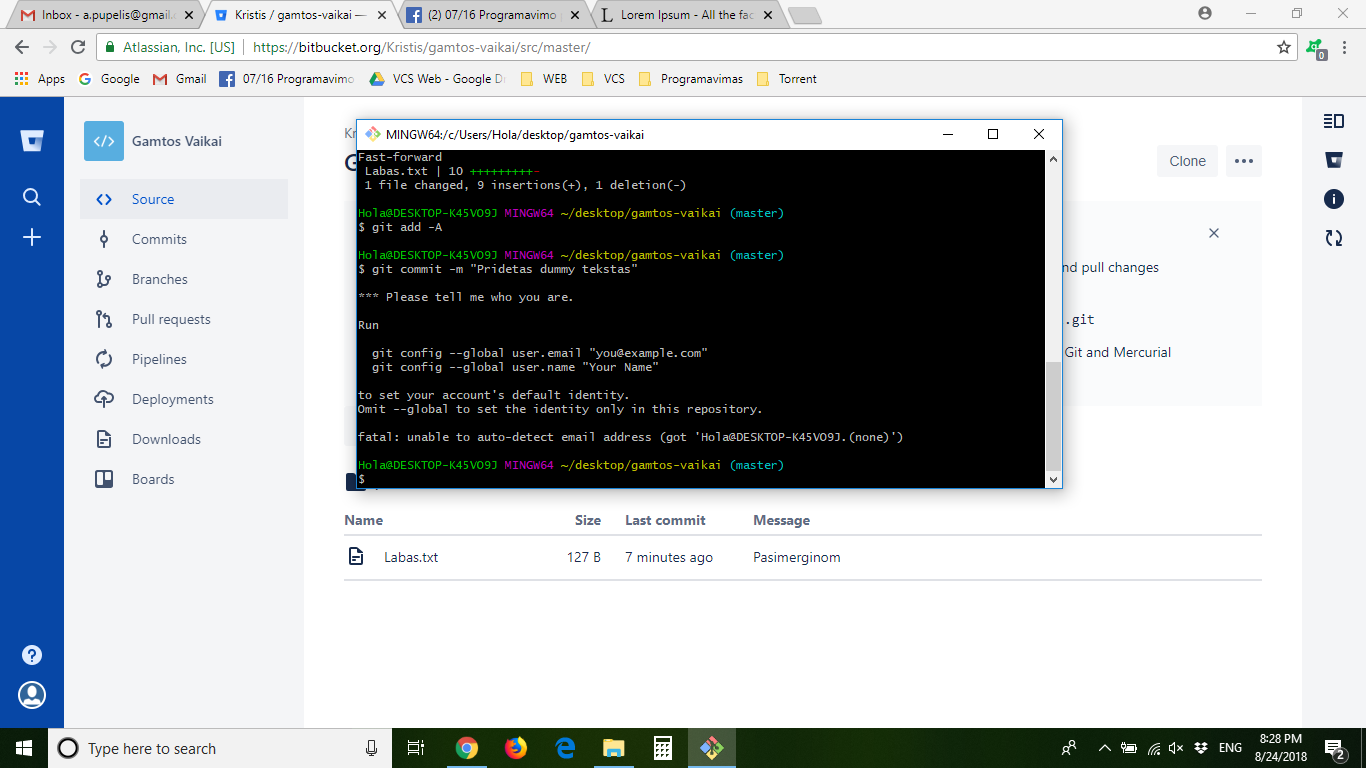 Inbox - a.pupelis@gmail.c
Kristis / gamtos-vaikai —
(2) 07/16 Programavimo
Lorem Ipsum - All the fac
Atlassian, Inc. [US]
https://bitbucket.org/Kristis/gamtos-vaikai/src/master/
0
Apps
Google
Gmail
07/16 Programavimo
VCS Web - Google Dr
WEB
VCS
Programavimas
Torrent
Gamtos Vaikai
Source
Commits
Branches
Pull requests
Pipelines
Deployments
Downloads
Boards
Kr
G
Clone
nd pull changes
.git
Git and Mercurial
MINGW64:/c/Users/Hola/desktop/gamtos-vaikai
Fast-forward
Labas.txt | 10 +++++++++-
1 file changed, 9 insertions(+), 1 deletion(-)
Hola@DESKTOP-K45VO9J MINGW64 ~/desktop/gamtos-vaikai (master)
$ git add -A
Hola@DESKTOP-K45VO9J MINGW64 ~/desktop/gamtos-vaikai (master)
$ git commit -m "Pridetas dummy tekstas"
*** Please tell me who you are.
Run
git config --global user.email "you@example.com"
git config --global user.name "Your Name"
to set your account's default identity.
Omit --global to set the identity only in this repository.
fatal: unable to auto-detect email address (got 'Hola@DESKTOP-K45VO9J.(none)')
Hola@DESKTOP-K45VO9J MINGW64 ~/desktop/gamtos-vaikai (master)
$
Name Size Last commit Message
Labas.txt 127 B 7 minutes ago Pasimerginom
Type here to search
ENG
8:28 PM
8/24/2018
2